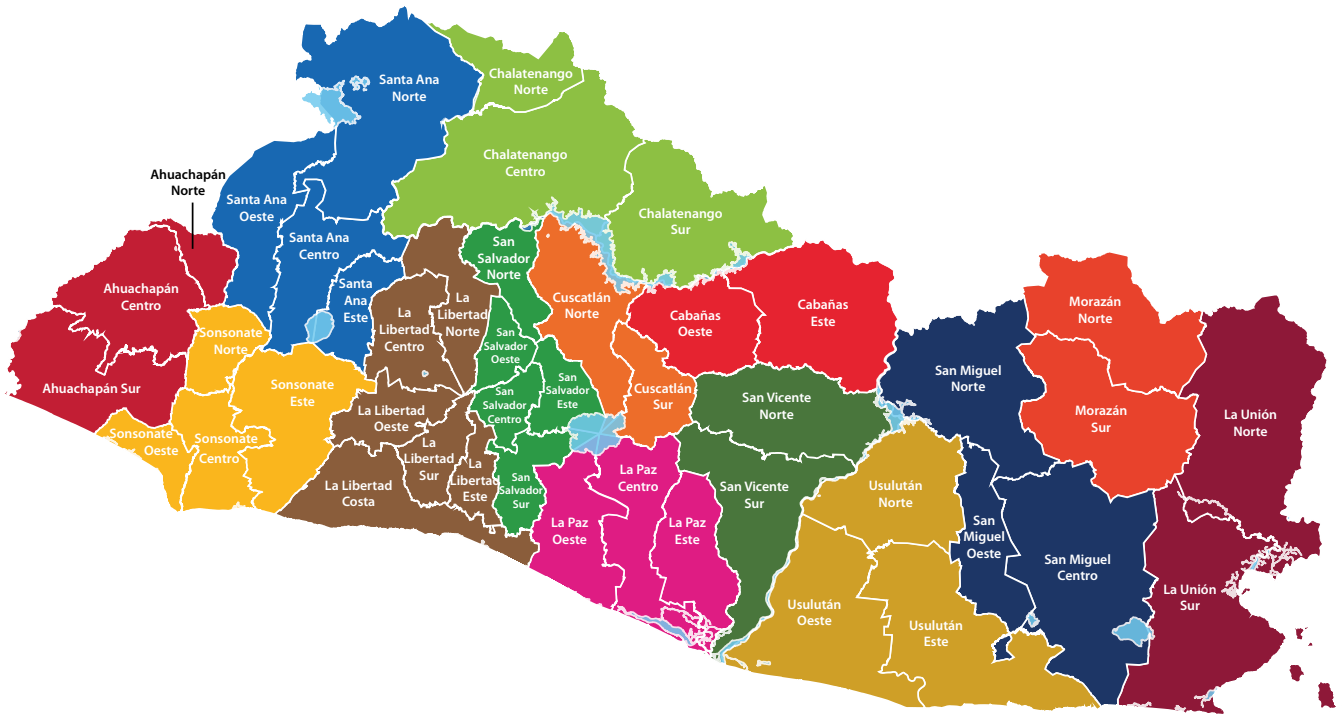 Santa Ana
Norte
Chalatenango
Norte
Chalatenango
Centro
Ahuachapán
Norte
Santa Ana
Oeste
Chalatenango
Sur
Santa Ana
Centro
San
Salvador
Norte
Santa
Ana
Este
Ahuachapán
Centro
La
Libertad
Norte
Cuscatlán
Norte
Cabañas
Este
Morazán
Norte
La
Libertad
Centro
Cabañas
Oeste
Sonsonate
Norte
San
Salvador
Oeste
San Miguel
Norte
Ahuachapán Sur
Sonsonate
Este
San
Salvador
Este
Cuscatlán
Sur
San
Salvador
Centro
San Vicente
Norte
La Libertad
Oeste
Morazán
Sur
La Unión
Norte
Sonsonate
Oeste
Sonsonate
Centro
La
Libertad
Sur
La
Libertad
Este
La Paz
Centro
San
Salvador
Sur
La Libertad
Costa
San Vicente
Sur
Usulután
Norte
La Paz
Oeste
La Paz
Este
San
Miguel
Oeste
San Miguel
Centro
La Unión
Sur
Usulután
Oeste
Usulután
Este